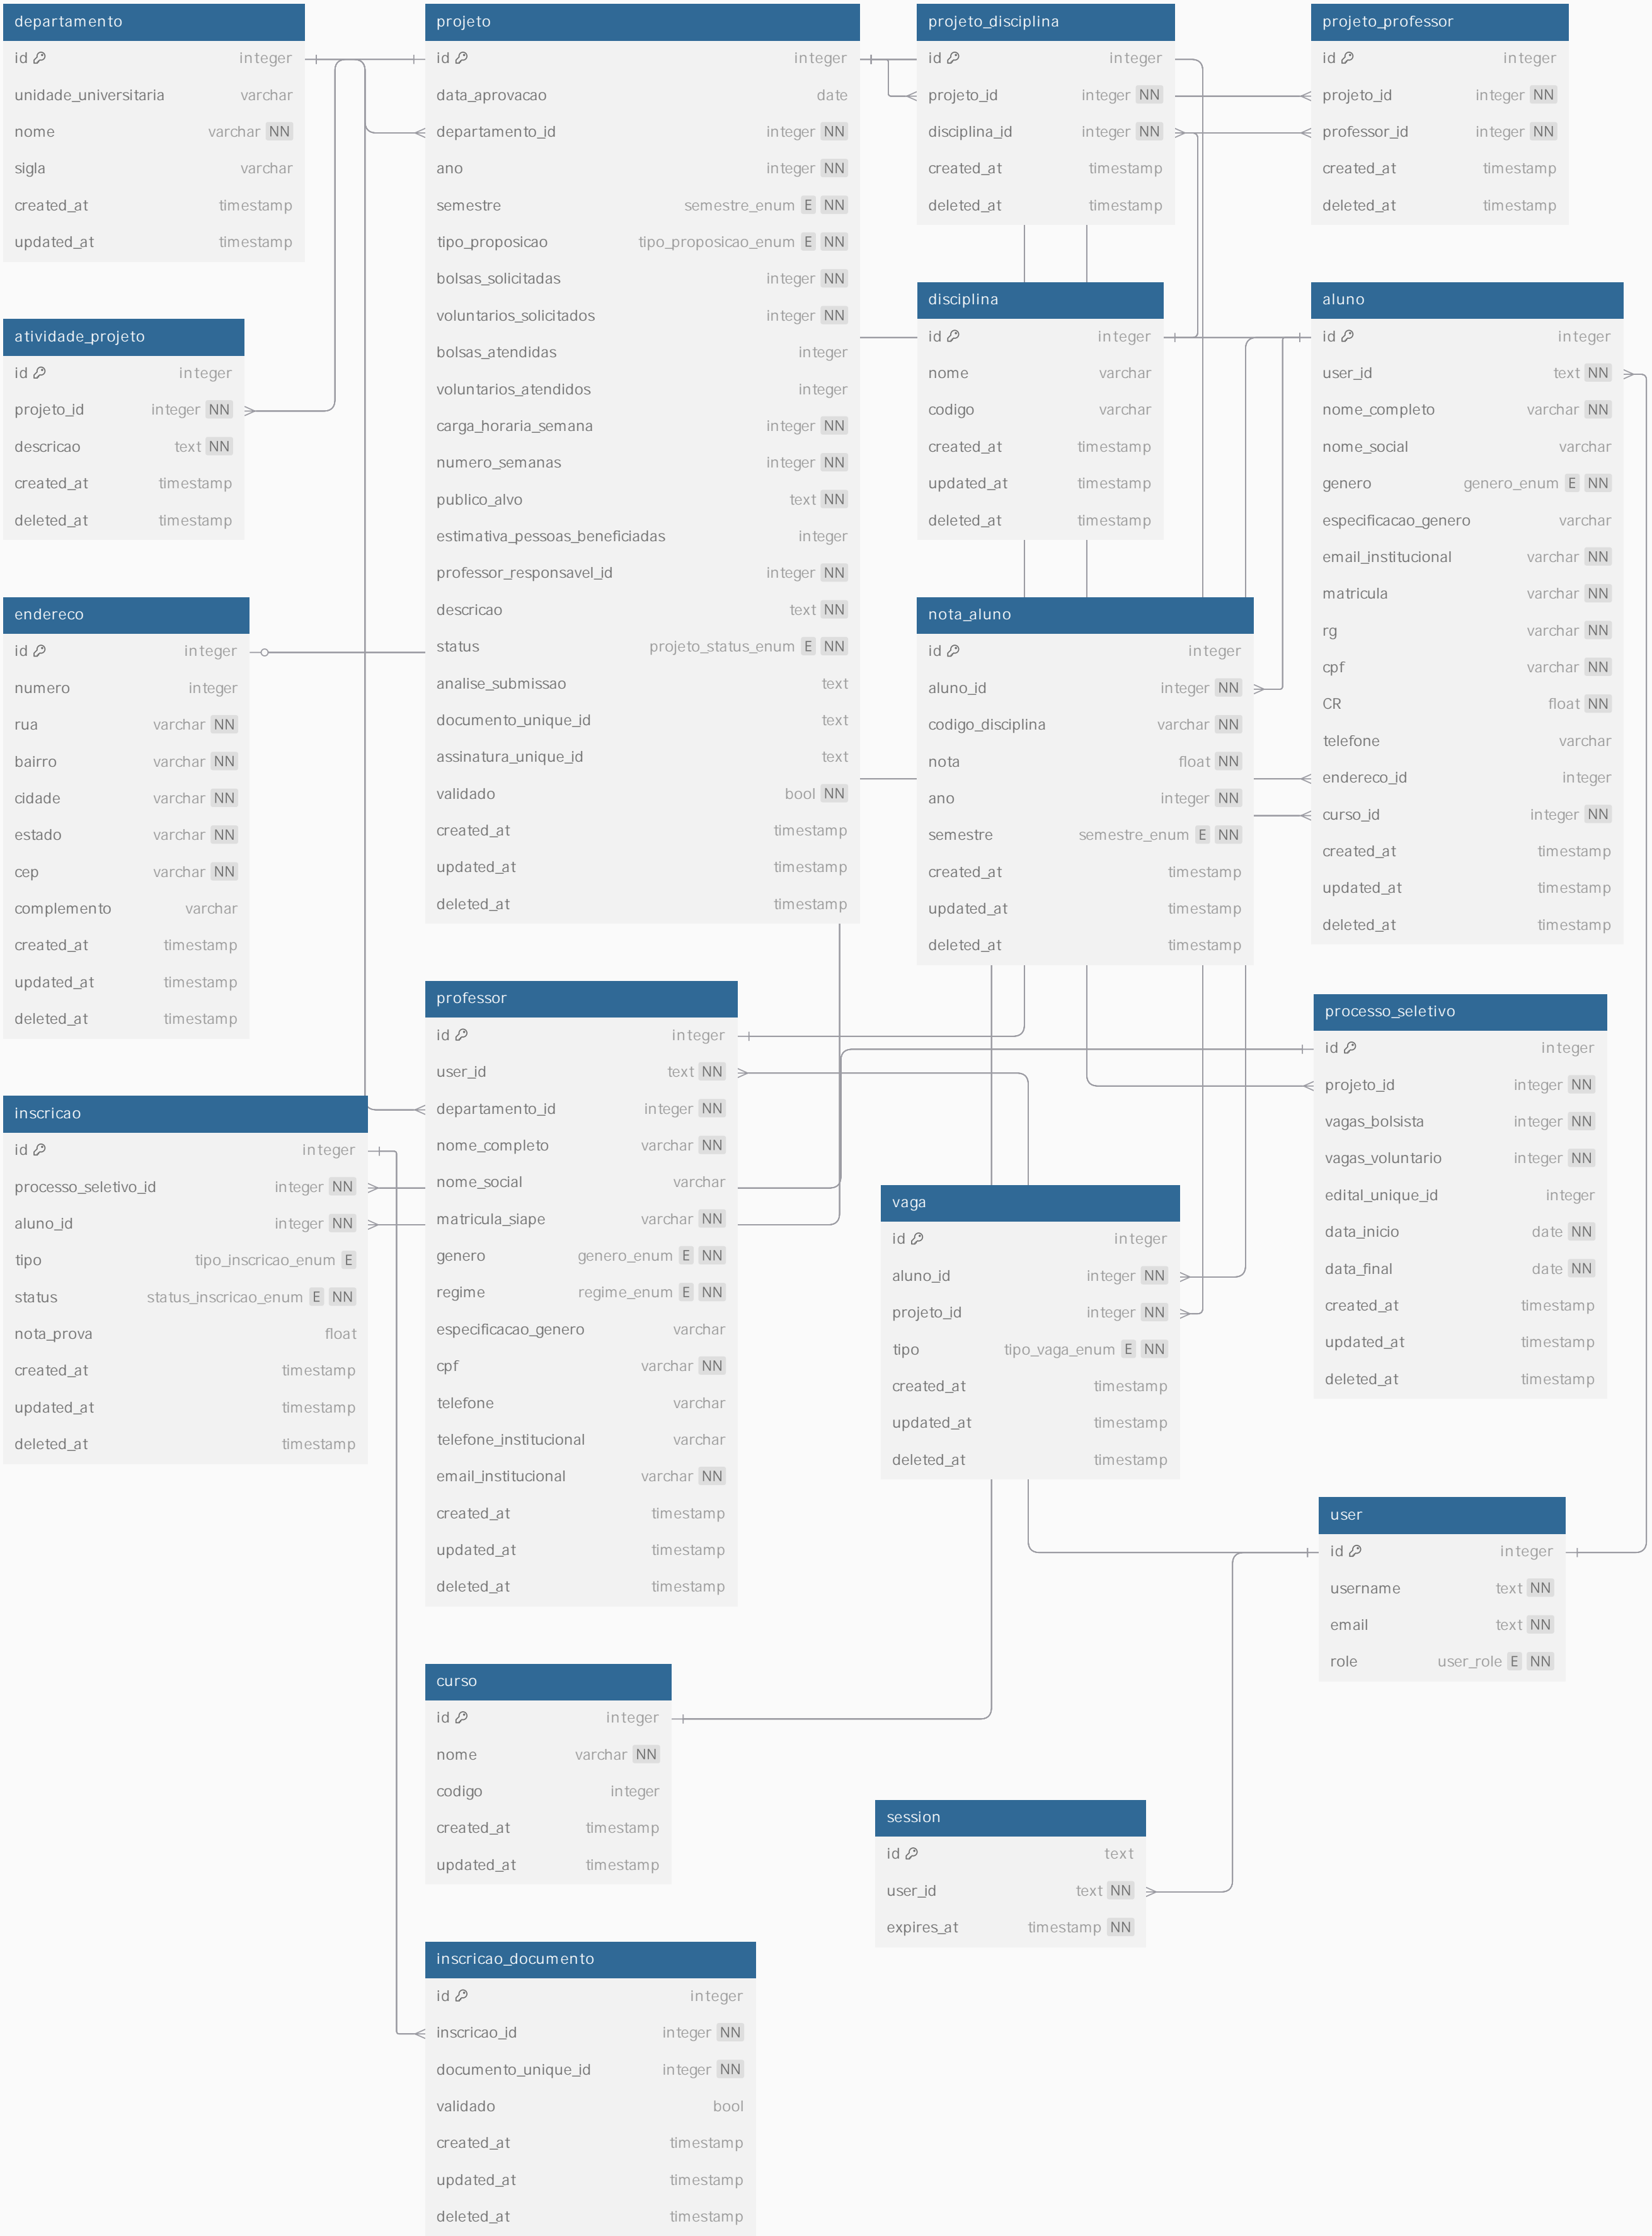 departamento
id integer
unidade_universitaria varchar
nome varchar NN
sigla varchar
created_at timestamp
updated_at timestamp
atividade_projeto
id integer
projeto_id integer NN
descricao text NN
created_at timestamp
deleted_at timestamp
endereco
id integer
numero integer
rua varchar NN
bairro varchar NN
cidade varchar NN
estado varchar NN
cep varchar NN
complemento varchar
created_at timestamp
updated_at timestamp
deleted_at timestamp
inscricao
id integer
processo_seletivo_id integer NN
aluno_id integer NN
tipo tipo_inscricao_enum E
status status_inscricao_enum E NN
nota_prova float
created_at timestamp
updated_at timestamp
deleted_at timestamp
projeto
id integer
data_aprovacao date
departamento_id integer NN
ano integer NN
semestre semestre_enum E NN
tipo_proposicao tipo_proposicao_enum E NN
bolsas_solicitadas integer NN
voluntarios_solicitados integer NN
bolsas_atendidas integer
voluntarios_atendidos integer
carga_horaria_semana integer NN
numero_semanas integer NN
publico_alvo text NN
estimativa_pessoas_beneficiadas integer
professor_responsavel_id integer NN
descricao text NN
status projeto_status_enum E NN
analise_submissao text
documento_unique_id text
assinatura_unique_id text
validado bool NN
created_at timestamp
updated_at timestamp
deleted_at timestamp
professor
id integer
user_id text NN
departamento_id integer NN
nome_completo varchar NN
nome_social varchar
matricula_siape varchar NN
genero genero_enum E NN
regime regime_enum E NN
especificacao_genero varchar
cpf varchar NN
telefone varchar
telefone_institucional varchar
email_institucional varchar NN
created_at timestamp
updated_at timestamp
deleted_at timestamp
curso
id integer
nome varchar NN
codigo integer
created_at timestamp
updated_at timestamp
inscricao_documento
id integer
inscricao_id integer NN
documento_unique_id integer NN
validado bool
created_at timestamp
updated_at timestamp
deleted_at timestamp
projeto_disciplina
id integer
projeto_id integer NN
disciplina_id integer NN
created_at timestamp
deleted_at timestamp
disciplina
id integer
nome varchar
codigo varchar
created_at timestamp
updated_at timestamp
deleted_at timestamp
nota_aluno
id integer
aluno_id integer NN
codigo_disciplina varchar NN
nota float NN
ano integer NN
semestre semestre_enum E NN
created_at timestamp
updated_at timestamp
deleted_at timestamp
vaga
id integer
aluno_id integer NN
projeto_id integer NN
tipo tipo_vaga_enum E NN
created_at timestamp
updated_at timestamp
deleted_at timestamp
session
id text
user_id text NN
expires_at timestamp NN
projeto_professor
id integer
projeto_id integer NN
professor_id integer NN
created_at timestamp
deleted_at timestamp
aluno
id integer
user_id text NN
nome_completo varchar NN
nome_social varchar
genero genero_enum E NN
especificacao_genero varchar
email_institucional varchar NN
matricula varchar NN
rg varchar NN
cpf varchar NN
CR float NN
telefone varchar
endereco_id integer
curso_id integer NN
created_at timestamp
updated_at timestamp
deleted_at timestamp
processo_seletivo
id integer
projeto_id integer NN
vagas_bolsista integer NN
vagas_voluntario integer NN
edital_unique_id integer
data_inicio date NN
data_final date NN
created_at timestamp
updated_at timestamp
deleted_at timestamp
user
id integer
username text NN
email text NN
role user_role E NN